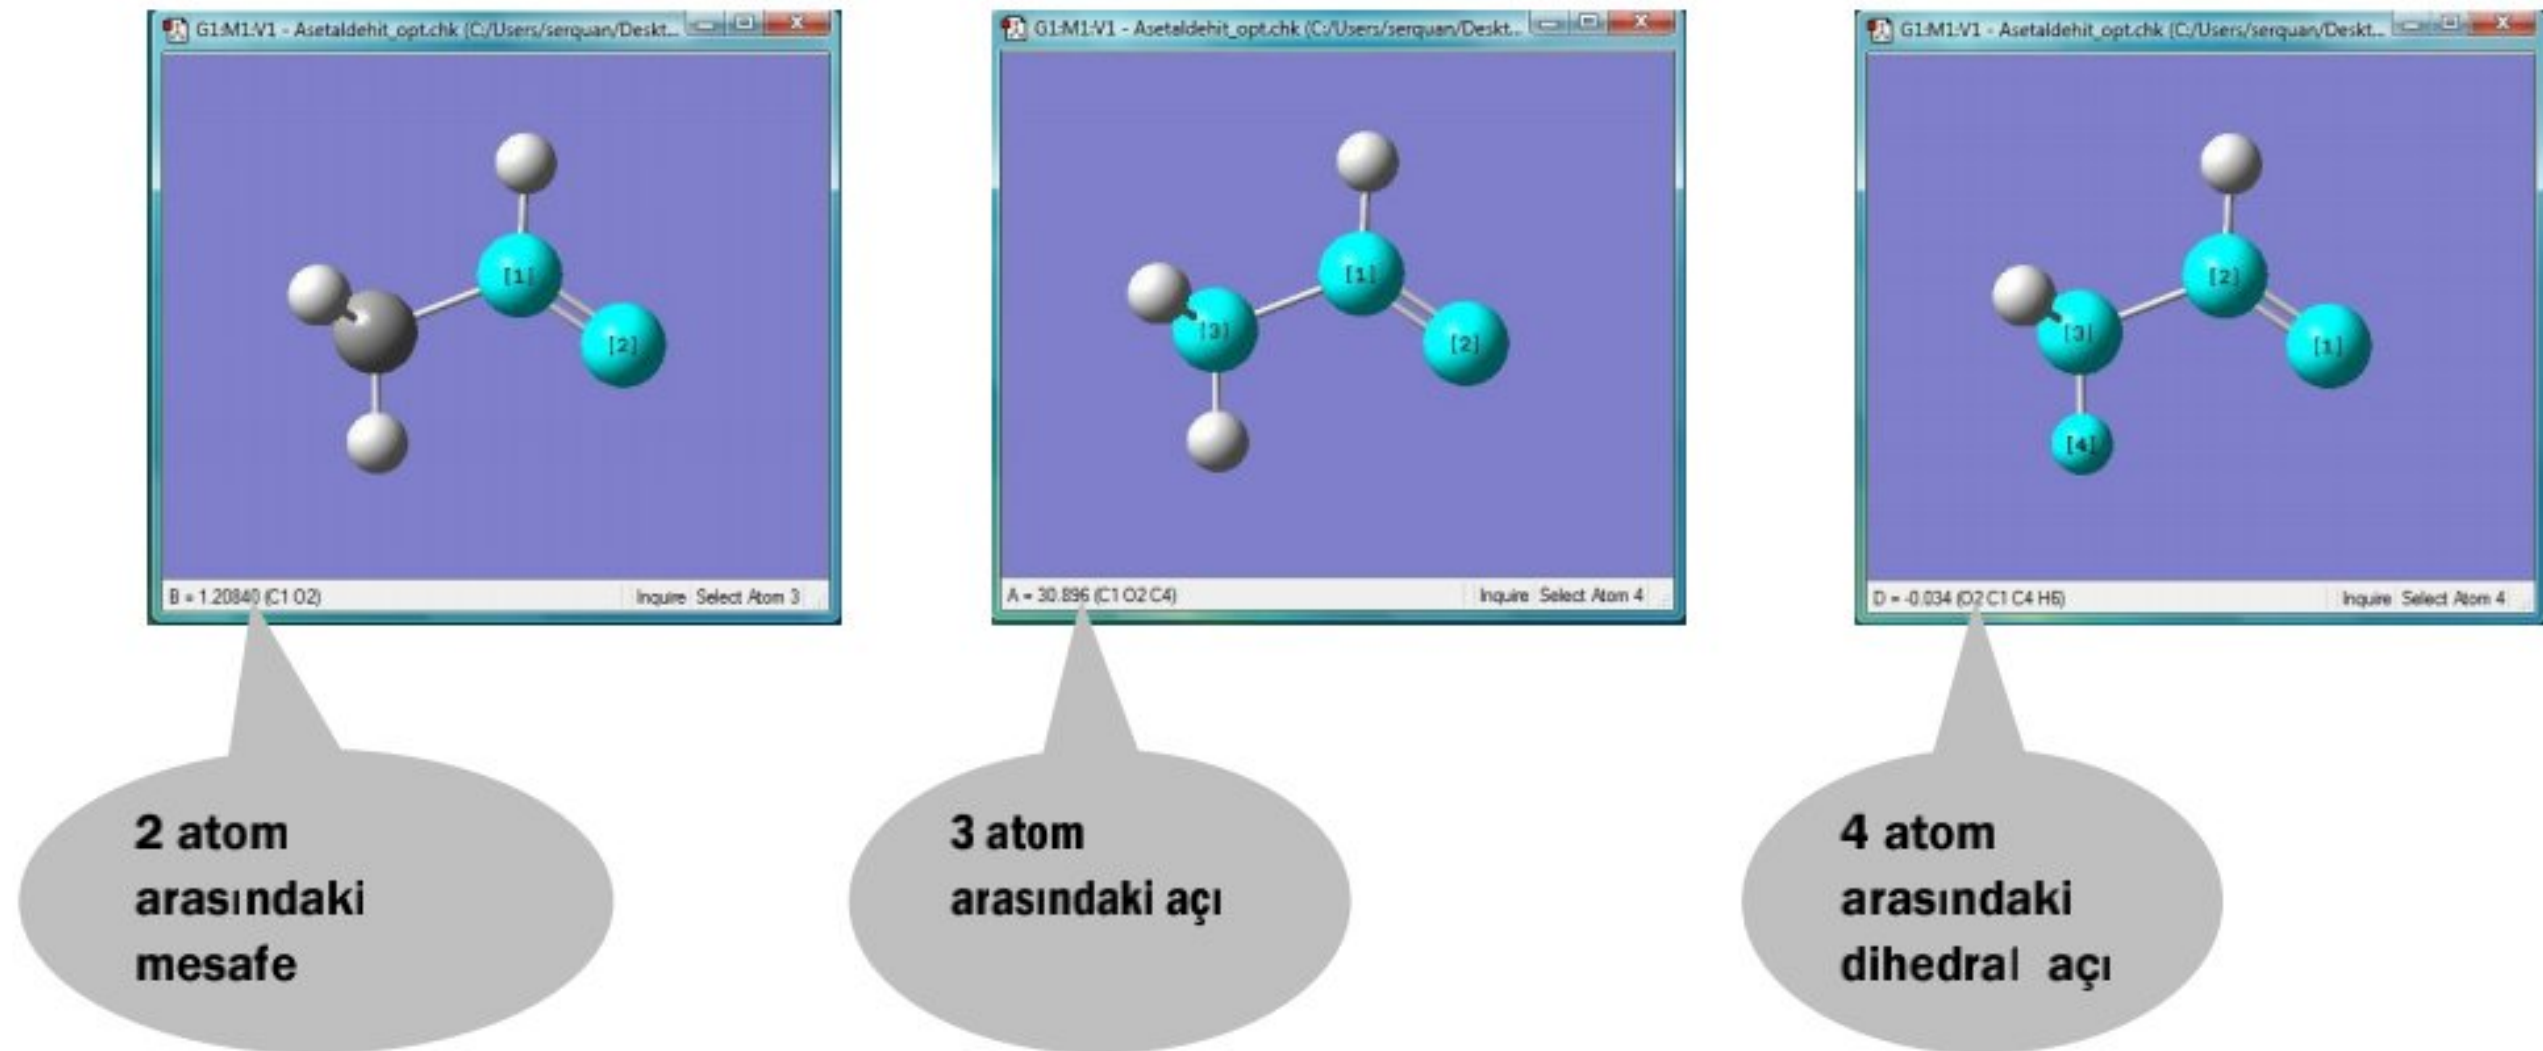 G1:M1:V1 - Asetaldehit_opt.chk (C:/Users/serquan/Deskt...
[1]
[2]
B = 1.20840 (C1 O2)
Inquire Select Atom 3
2 atom
arasındaki
mesafe
G1:M1:V1 - Asetaldehit_opt.chk (C:/Users/serquan/Deskt...
[1]
[3]
[2]
A = 30.896 (C1 O2 C4)
Inquire Select Atom 4
3 atom
arasındaki açı
G1:M1:V1 - Asetaldehit_opt.chk (C:/Users/serquan/Deskt...
[2]
[3]
[1]
[4]
D = -0.034 (O2 C1 C4 H6)
Inquire Select Atom 4
4 atom
arasındaki
dihedral açı